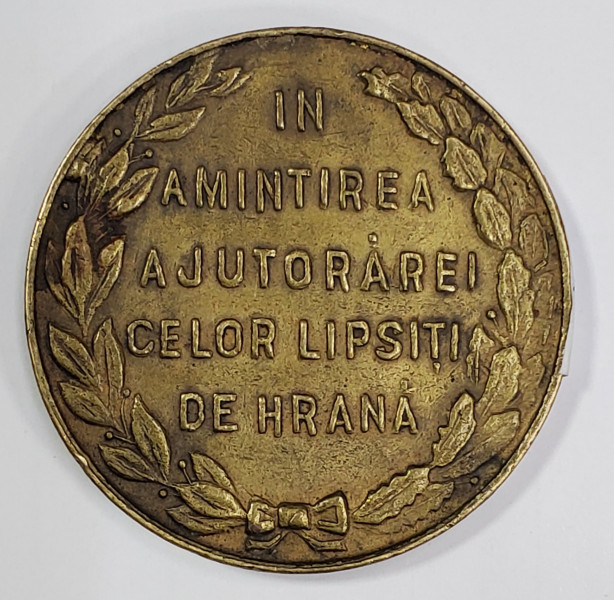 IN
AMINTIREA
AJUTORĂREI
CELOR LIPSIȚI
DE HRANĂ